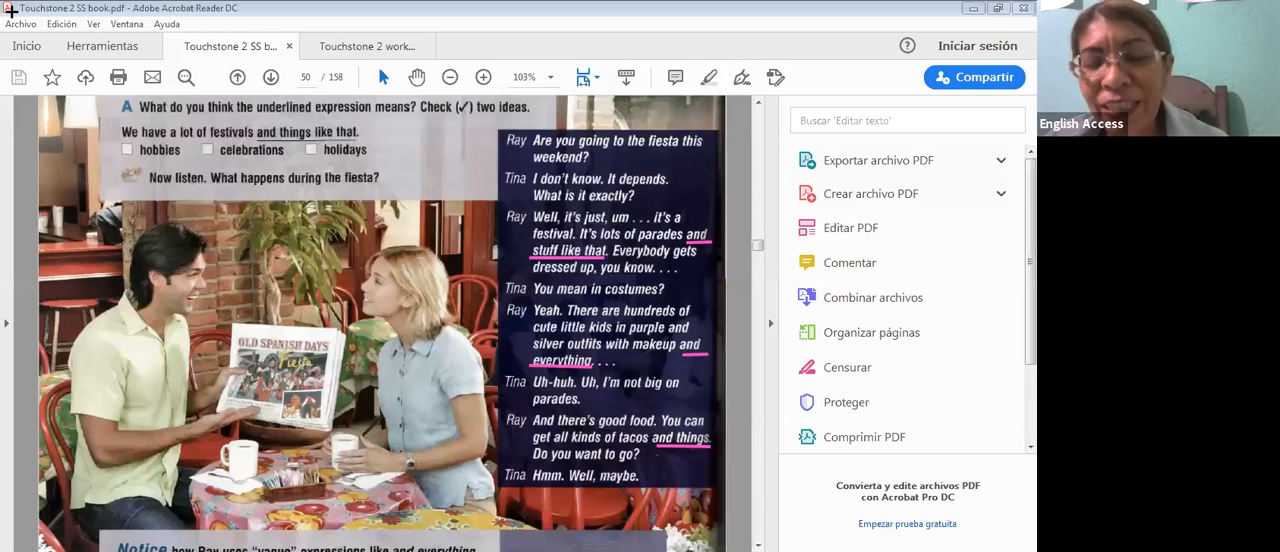 Touchstone 2 SS book.pdf - Adobe Acrobat Reader DC
Archivo Edición Ver Ventana Ayuda
Inicio Herramientas Touchstone 2 SS b... × Touchstone 2 work... Iniciar sesión
50 / 158 103% Compartir
A What do you think the underlined expression means? Check (✓) two ideas.
We have a lot of festivals and things like that.
hobbies celebrations holidays
Now listen. What happens during the fiesta?
Ray Are you going to the fiesta this
weekend?
Tina I don't know. It depends.
What is it exactly?
Ray Well, it's just, um . . . it's a
festival. It's lots of parades and
stuff like that. Everybody gets
dressed up, you know. . . .
Tina You mean in costumes?
Ray Yeah. There are hundreds of
cute little kids in purple and
silver outfits with makeup and
everything. . . .
Tina Uh-huh. Uh, I'm not big on
parades.
Ray And there's good food. You can
get all kinds of tacos and things.
Do you want to go?
Tina Hmm. Well, maybe.
OLD SPANISH DAYS
Fiesta
Notice how Ray uses "vague" expressions like and everything
Buscar 'Editar texto'
Exportar archivo PDF
Crear archivo PDF
Editar PDF
Comentar
Combinar archivos
Organizar páginas
Censurar
Proteger
Comprimir PDF
Convierta y edite archivos PDF
con Acrobat Pro DC
Empezar prueba gratuita
English Access